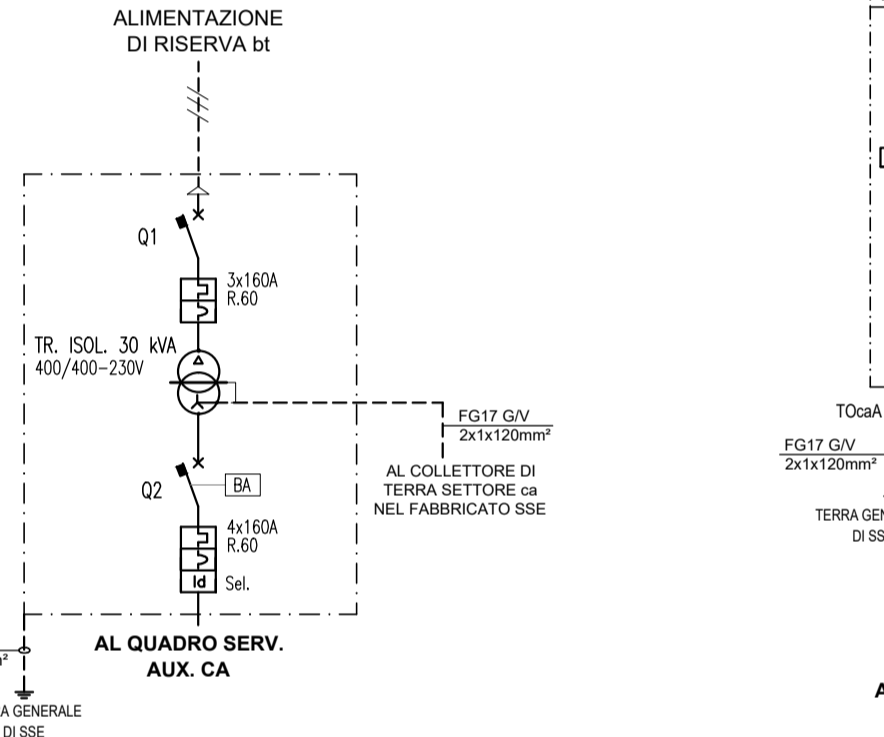 ALIMENTAZIONE
DI RISERVA bt
Q1
3x160A
R.60
TR. ISOL. 30 kVA
400/400-230V
FG17 G/V
2x1x120mm²
AL COLLETTORE DI
TERRA SETTORE ca
NEL FABBRICATO SSE
Q2
BA
4x160A
R.60
Id Sel.
AL QUADRO SERV.
AUX. CA
GENERALE
DI SSE
TOcaA
FG17 G/V
2x1x120mm²
TERRA